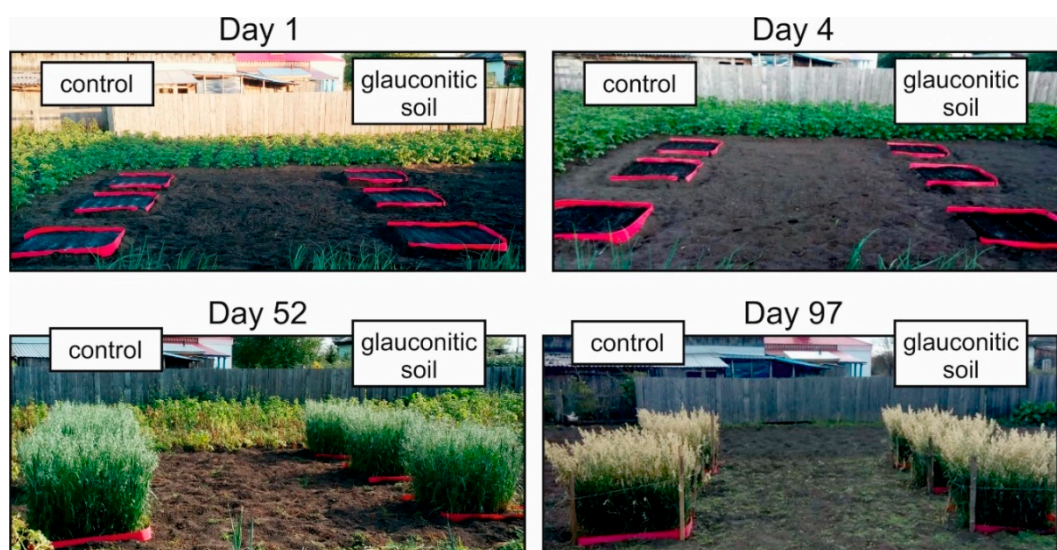 Day 1
control
glauconitic
soil
Day 4
control
glauconitic
soil
Day 52
control
glauconitic
soil
Day 97
control
glauconitic
soil